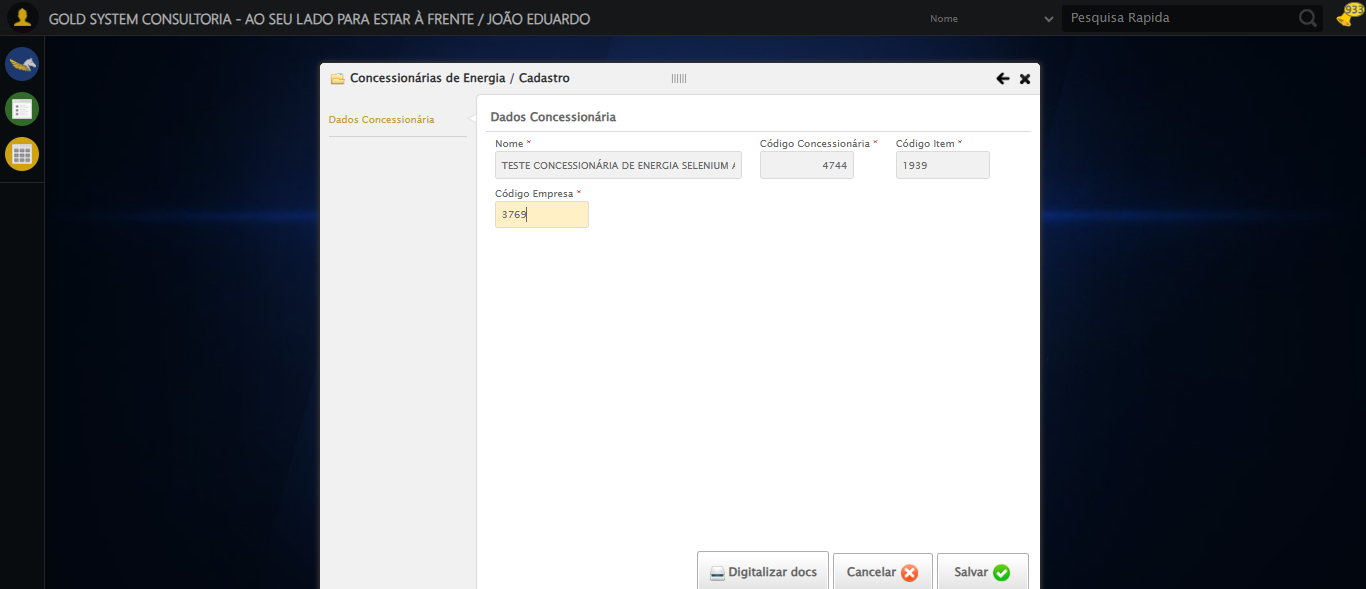 GOLD SYSTEM CONSULTORIA - AO SEU LADO PARA ESTAR À FRENTE / JOÃO EDUARDO
Nome
Pesquisa Rapida
933
Concessionárias de Energia / Cadastro
Dados Concessionária
Dados Concessionária
Nome *
Código Concessionária *
Código Item *
TESTE CONCESSIONÁRIA DE ENERGIA SELENIUM
4744
1939
Código Empresa *
3769
Digitalizar docs
Cancelar
Salvar